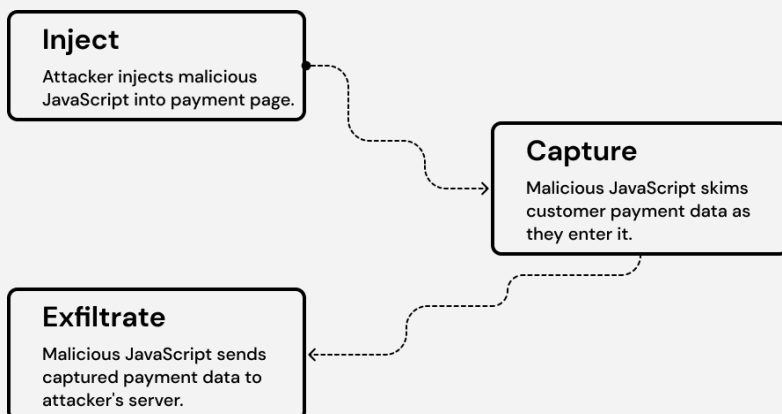 Inject
Attacker injects malicious
JavaScript into payment page.
Capture
Malicious JavaScript skims
customer payment data as
they enter it.
Exfiltrate
Malicious JavaScript sends
captured payment data to
attacker's server.